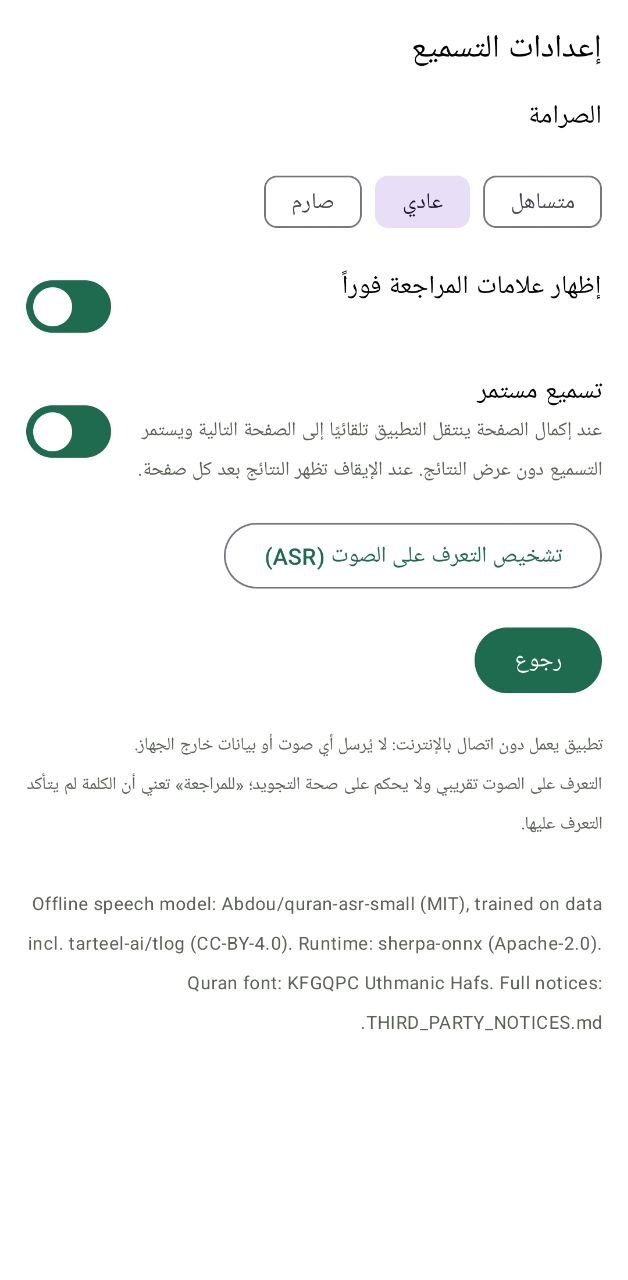 إعدادات التسميع
الصرامة
متساهل
عادي
صارم
إظهار علامات المراجعة فوراً
تسميع مستمر
عند إكمال الصفحة ينتقل التطبيق تلقائيًا إلى الصفحة التالية ويستمر
التسميع دون عرض النتائج. عند الإيقاف تظهر النتائج بعد كل صفحة.
تشخيص التعرف على الصوت (ASR)
رجوع
تطبيق يعمل دون اتصال بالإنترنت: لا يُرسل أي صوت أو بيانات خارج الجهاز.
التعرف على الصوت تقريبي ولا يحكم على صحة التجويد؛ «للمراجعة» تعني أن الكلمة لم يتأكد
التعرف عليها.
Offline speech model: Abdou/quran-asr-small (MIT), trained on data
incl. tarteel-ai/tlog (CC-BY-4.0). Runtime: sherpa-onnx (Apache-2.0).
Quran font: KFGQPC Uthmanic Hafs. Full notices:
.THIRD_PARTY_NOTICES.md